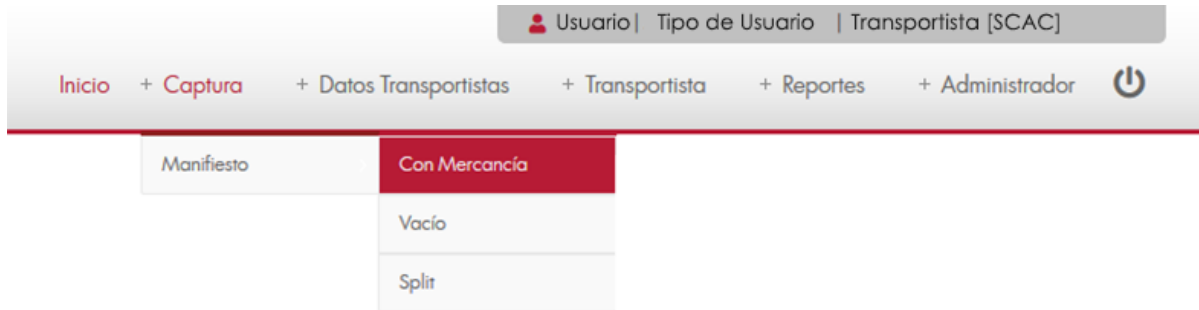 Usuario| Tipo de Usuario | Transportista [SCAC]
Inicio + Captura + Datos Transportistas + Transportista + Reportes + Administrador
Manifiesto Con Mercancía
Vacío
Split